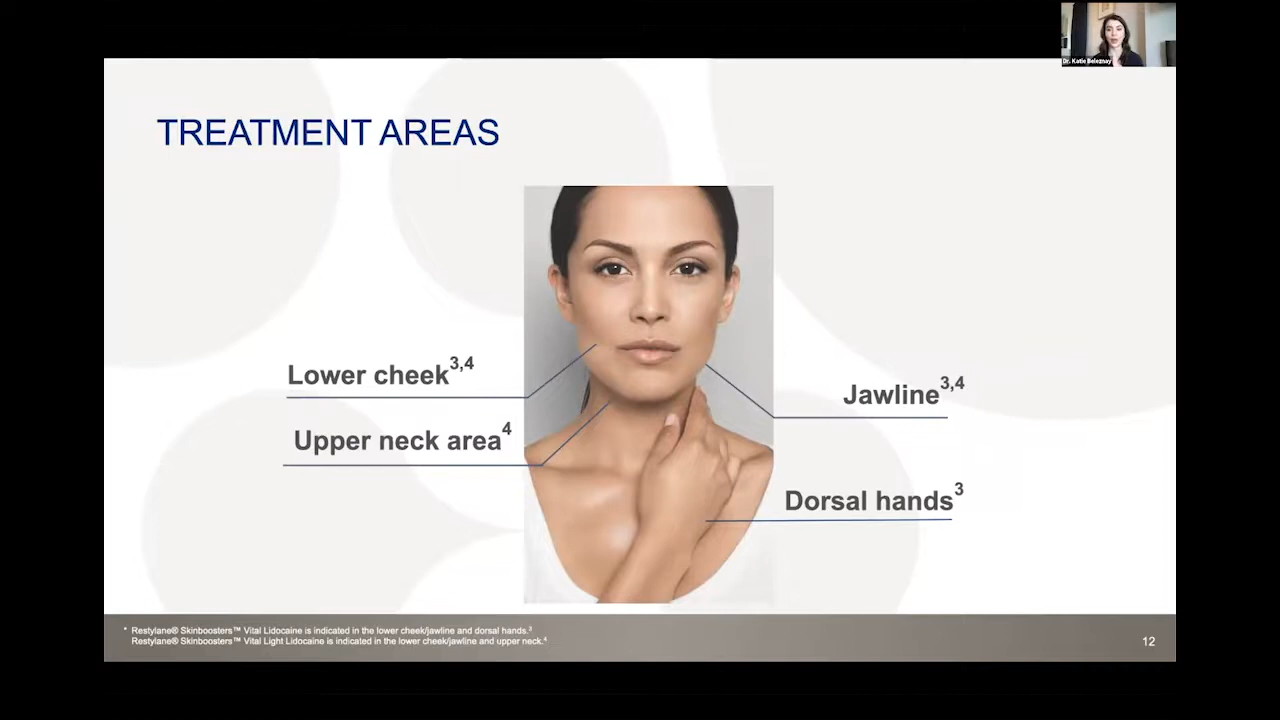 Dr. Katie Beleznay
TREATMENT AREAS
Lower cheek3,4
Jawline3,4
Upper neck area4
Dorsal hands3
* Restylane® Skinboosters™ Vital Lidocaine is indicated in the lower cheek/jawline and dorsal hands.3
Restylane® Skinboosters™ Vital Light Lidocaine is indicated in the lower cheek/jawline and upper neck.4
12